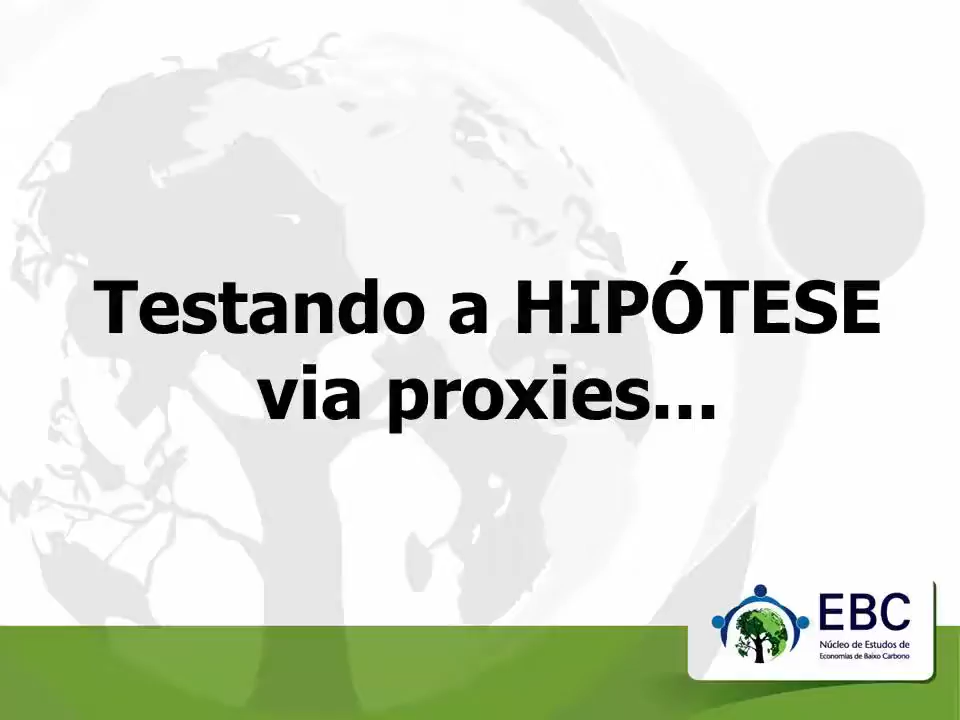 Testando a HIPÓTESE
via proxies...
EBC
Núcleo de Estudos de
Economias de Baixo Carbono